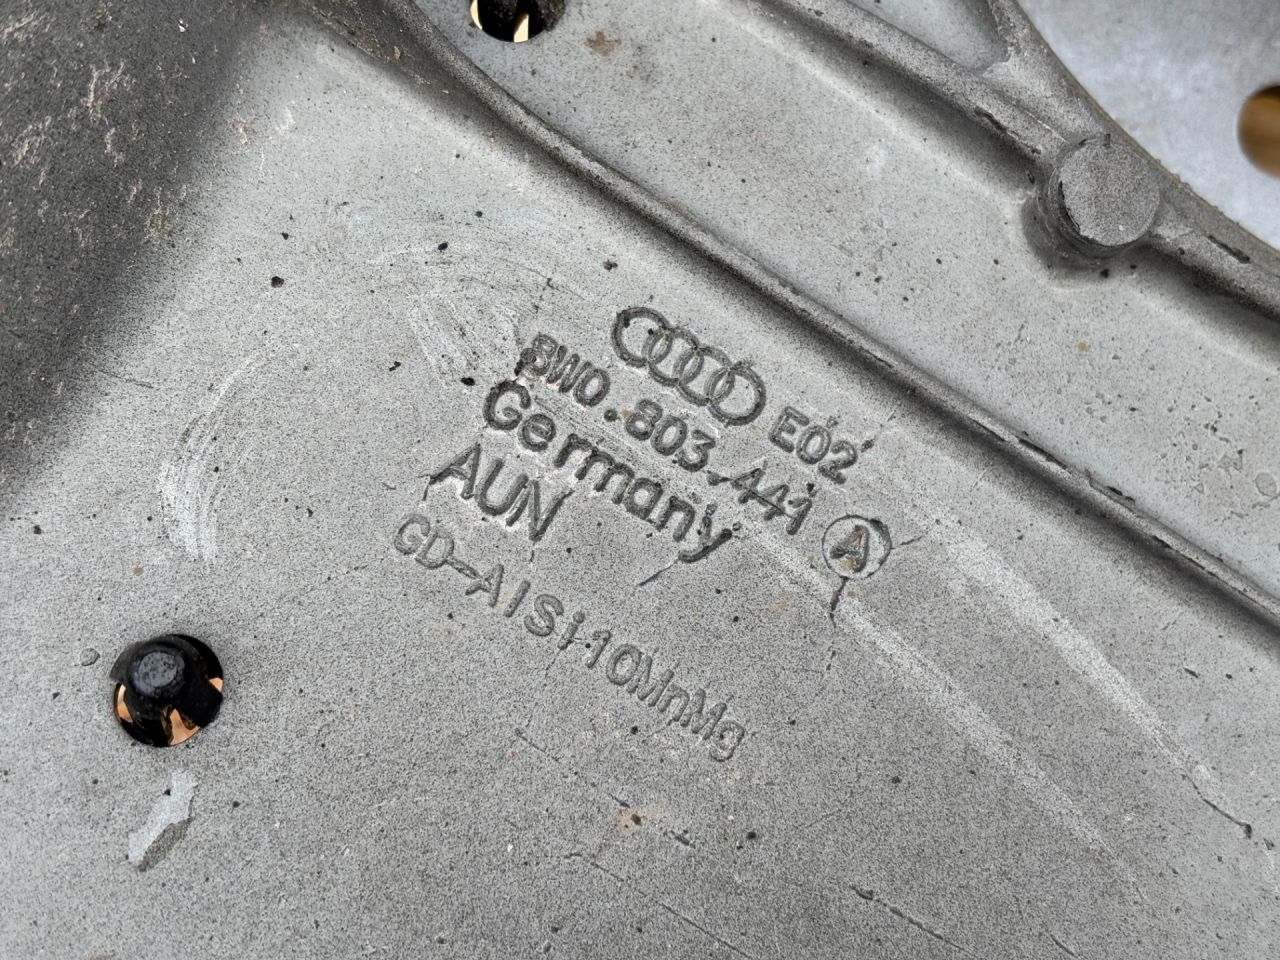 E02
8W0.803.441 A
Germany
AUN
GD-AlSi10MnMg